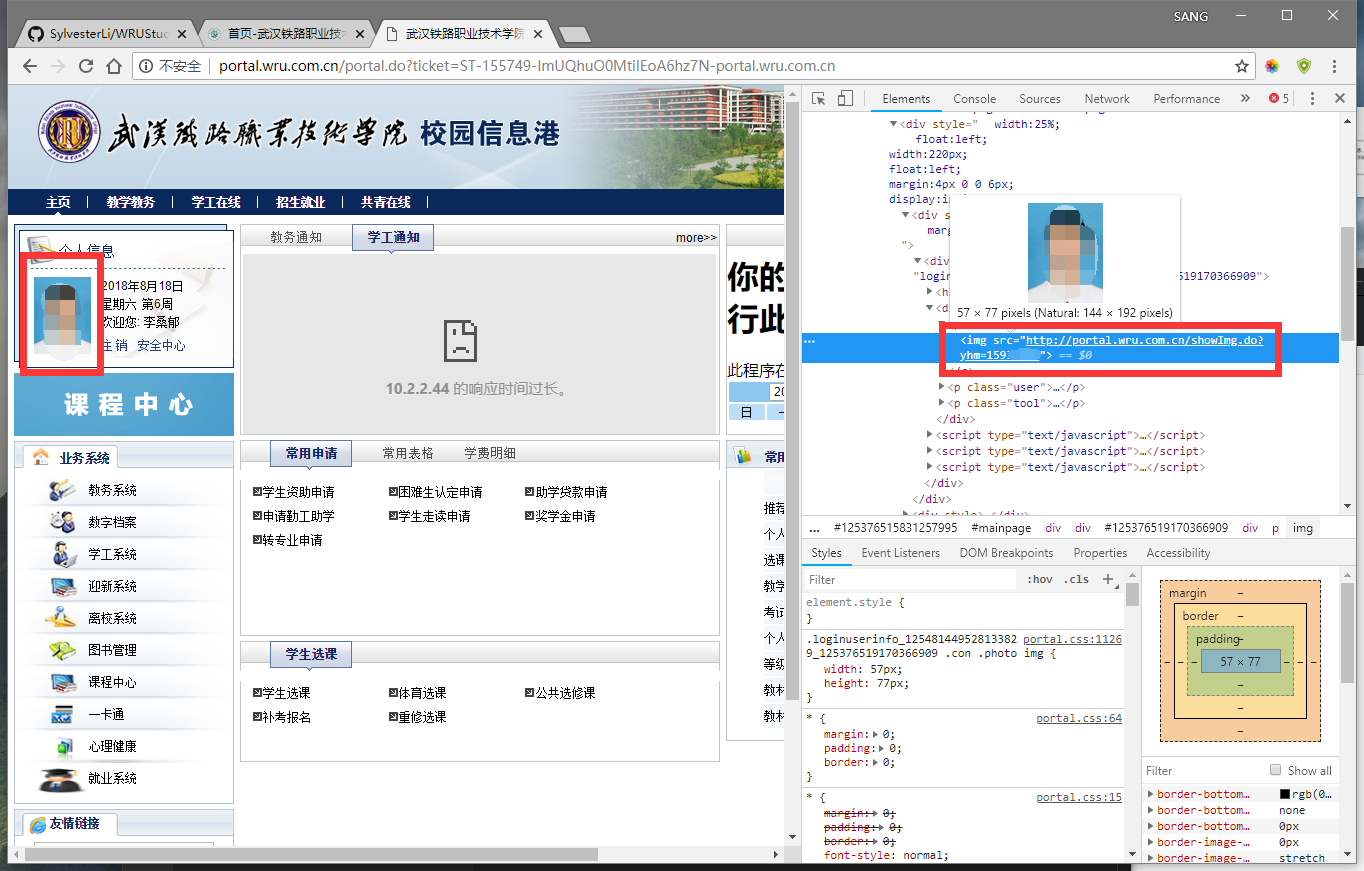 SANG
SylvesterLi/WRUStuc
首页-武汉铁路职业技
武汉铁路职业技术学院
不安全
portal.wru.com.cn/portal.do?ticket=ST-155749-ImUQhuO0MtilEoA6hz7N-portal.wru.com.cn
武漢鐵路職業技術學院 校园信息港
主页 | 教学教务 | 学工在线 | 招生就业 | 共青在线 |
个人信息
2018年8月18日
星期六 第6周
欢迎您: 李桑郁
主 销 安全中心
课程中心
业务系统
教务系统
数字档案
学工系统
迎新系统
离校系统
图书管理
课程中心
一卡通
心理健康
就业系统
友情链接
教务通知 学工通知 more>>
10.2.2.44 的响应时间过长。
常用申请 常用表格 学费明细
学生资助申请 困难生认定申请 助学贷款申请
申请勤工助学 学生走读申请 奖学金申请
转专业申请
学生选课
学生选课 体育选课 公共选修课
补考报名 重修选课
你的
行此
此程序在
20
日 一
常用
推荐
个人
选课
教学
考试
个人
等级
教材
教材
Elements Console Sources Network Performance » 5
<div style=" width:25%;
float:left;
width:220px;
float:left;
margin:4px 0 0 6px;
display:i
<div s
mar
">
<div
"login 519170366909">
<h
<d
57 × 77 pixels (Natural: 144 × 192 pixels)
<img src="http://portal.wru.com.cn/showImg.do?
yhm=159 "> == $0
<p class="user">…</p>
<p class="tool">…</p>
</div>
<script type="text/javascript">…</script>
<script type="text/javascript">…</script>
<script type="text/javascript">…</script>
</div>
</div>
<div style> </div>
... #125376515831257995 #mainpage div div #125376519170366909 div p img
Styles Event Listeners DOM Breakpoints Properties Accessibility
Filter :hov .cls +
element.style {
}
.loginuserinfo_12548144952813382 portal.css:1126
9_125376519170366909 .con .photo img {
width: 57px;
height: 77px;
}
* { portal.css:64
margin: 0;
padding: 0;
border: 0;
}
* { portal.css:15
margin: 0;
padding: 0;
border: 0;
font-style: normal;
margin –
border –
padding –
57 × 77
–
–
–
Filter Show all
border-bottom… rgb(0…
border-bottom… none
border-bottom… 0px
border-image-… 0px
border-image-… stretch